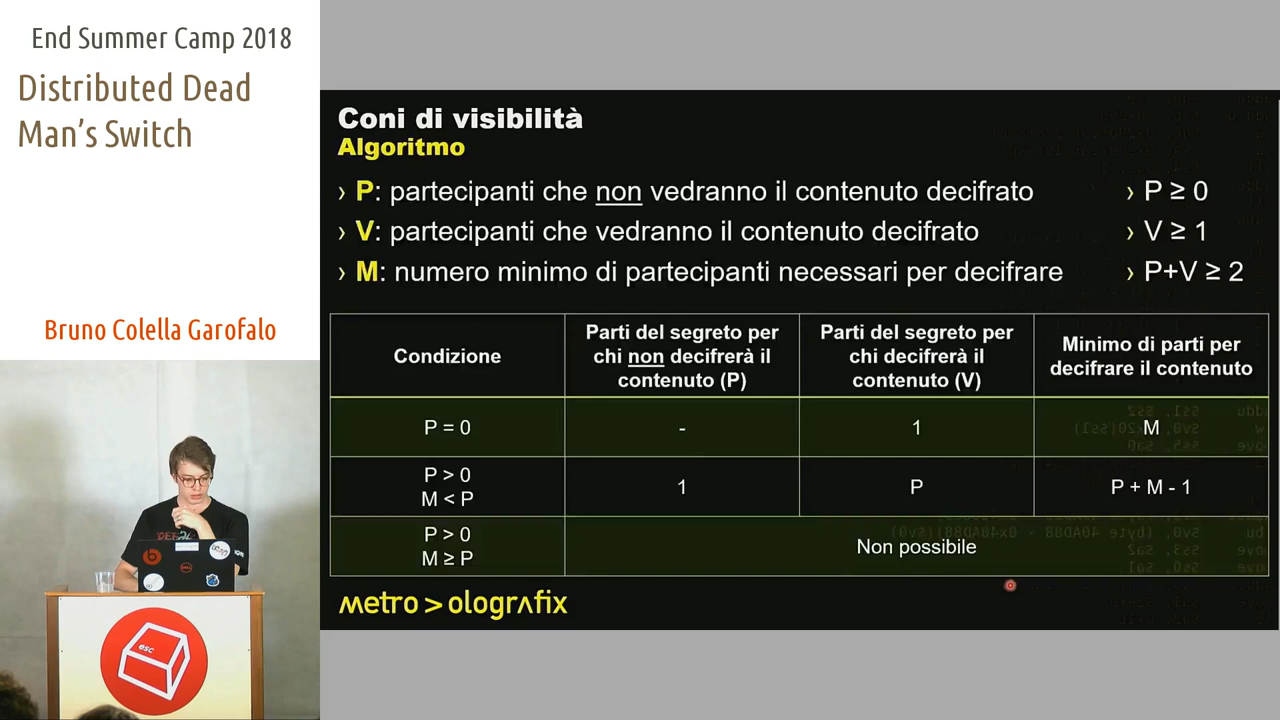 End Summer Camp 2018
Distributed Dead
Man's Switch
Bruno Colella Garofalo
Coni di visibilità
Algoritmo
› P: partecipanti che non vedranno il contenuto decifrato › P ≥ 0
› V: partecipanti che vedranno il contenuto decifrato › V ≥ 1
› M: numero minimo di partecipanti necessari per decifrare › P+V ≥ 2
Condizione
Parti del segreto per
chi non decifrerà il
contenuto (P)
Parti del segreto per
chi decifrerà il
contenuto (V)
Minimo di parti per
decifrare il contenuto
P = 0
-
1
M
P > 0
M < P
1
P
P + M - 1
P > 0
M ≥ P
Non possibile
metro > olografix
esc